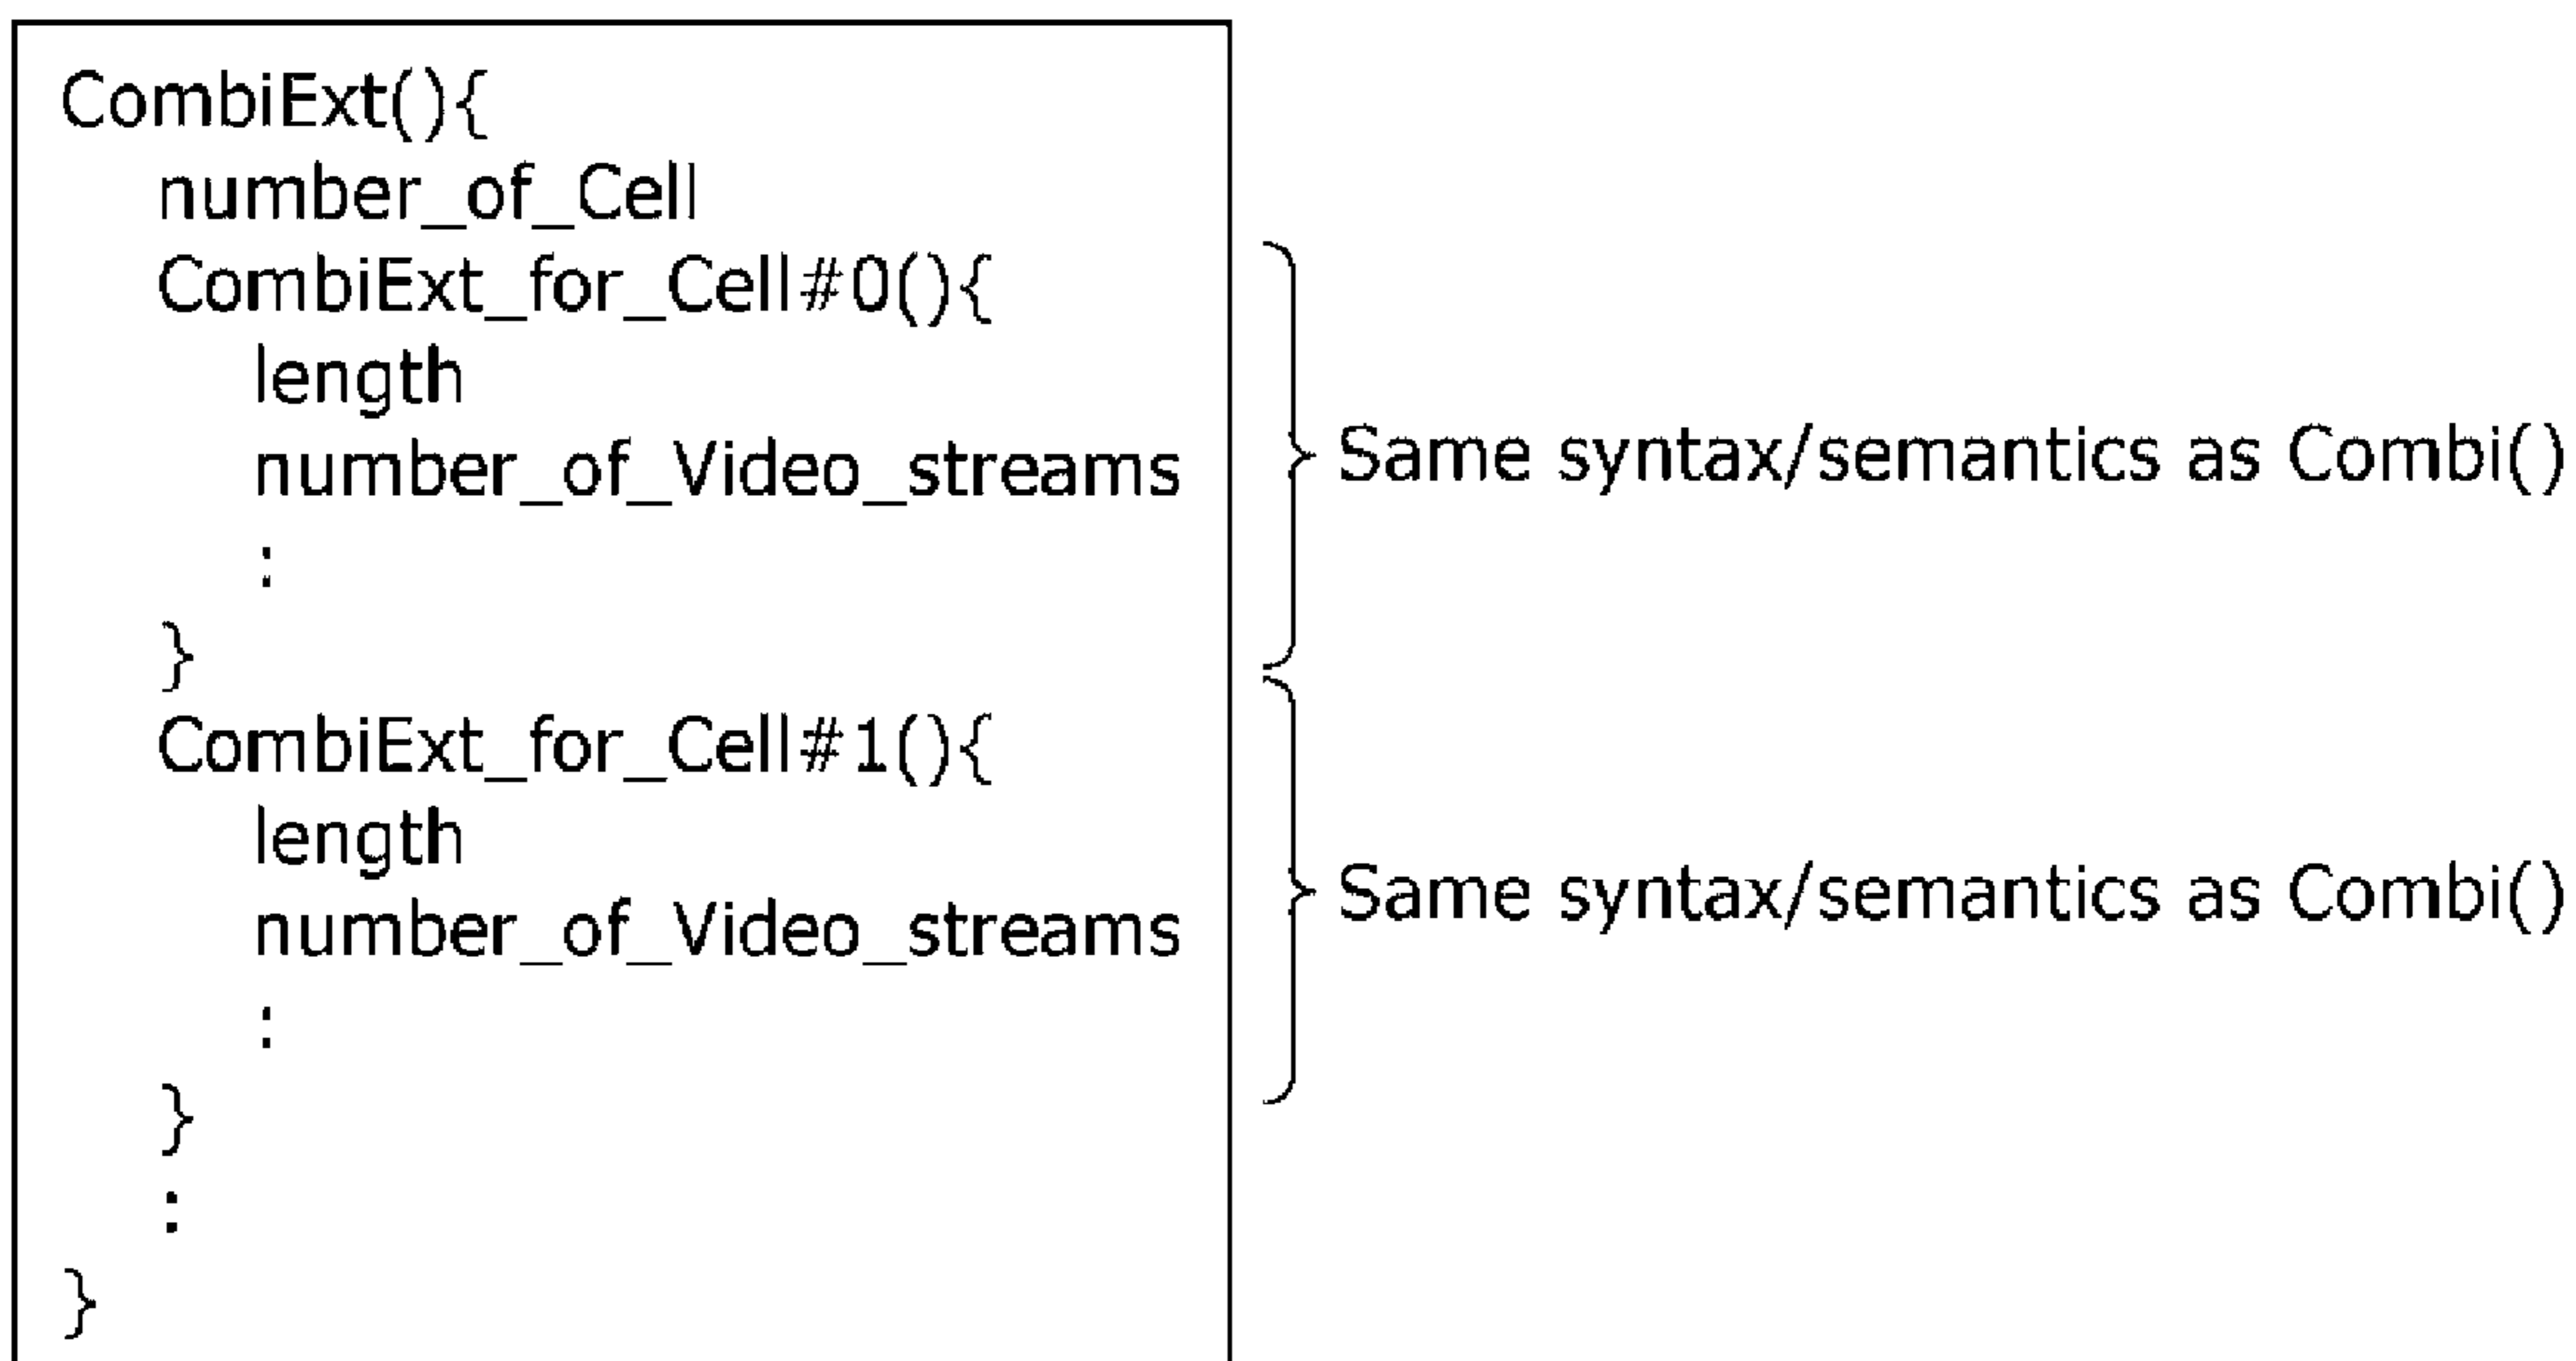 CombiExt(){
number_of_Cell
CombiExt_for_Cell#0(){
length
number_of_Video_streams
:
}
Same syntax/semantics as Combi()
CombiExt_for_Cell#1(){
length
number_of_Video_streams
:
}
Same syntax/semantics as Combi()
:
}